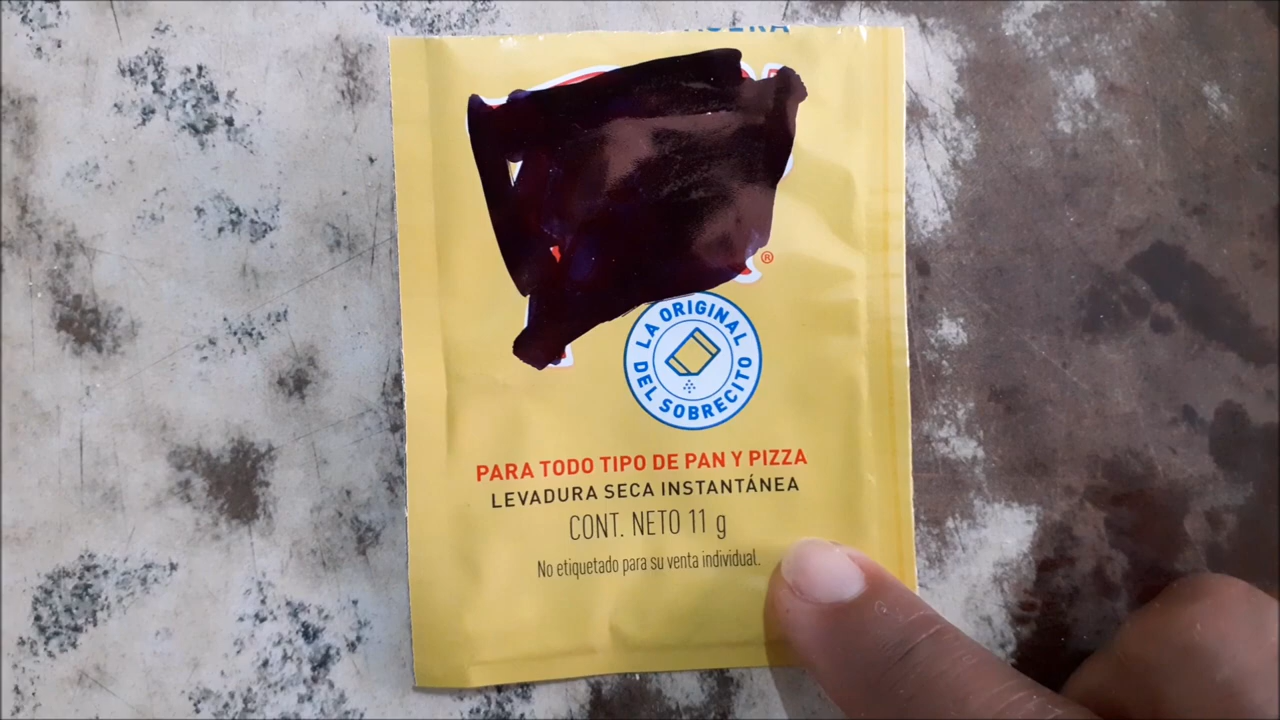 ®
LA ORIGINAL
DEL SOBRECITO
PARA TODO TIPO DE PAN Y PIZZA
LEVADURA SECA INSTANTÁNEA
CONT. NETO 11 g
No etiquetado para su venta individual.